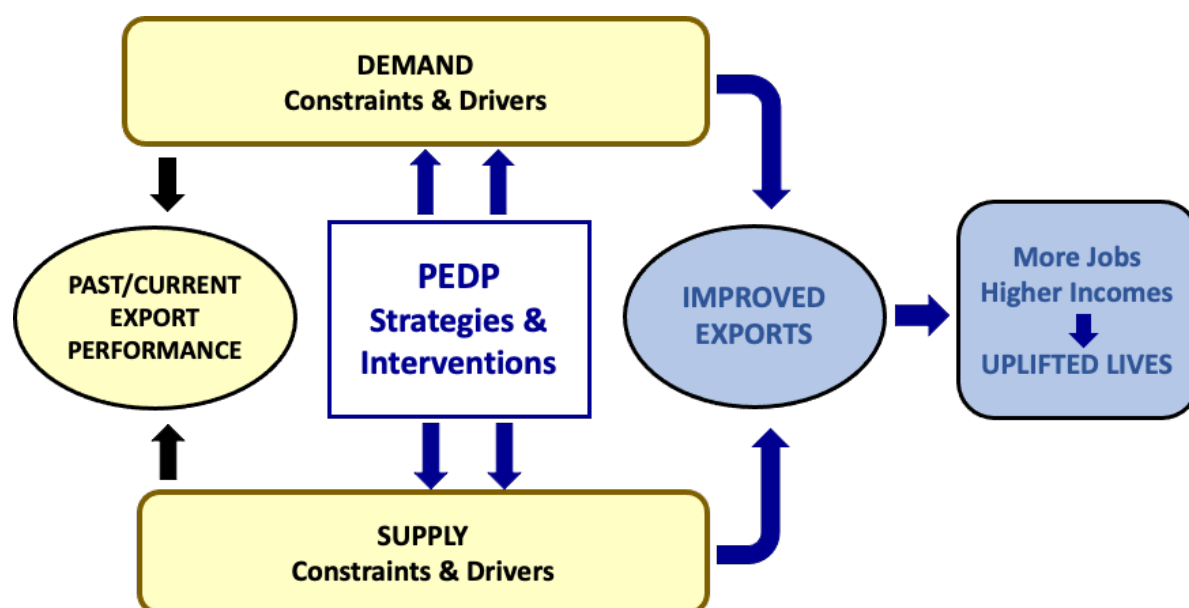 DEMAND
Constraints & Drivers
PAST/CURRENT
EXPORT
PERFORMANCE
PEDP
Strategies &
Interventions
IMPROVED
EXPORTS
More Jobs
Higher Incomes
UPLIFTED LIVES
SUPPLY
Constraints & Drivers